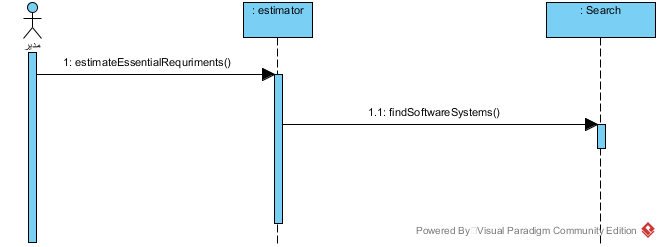 : estimator
: Search
مدیر
1: estimateEssentialRequriments()
1.1: findSoftwareSystems()
Powered By Visual Paradigm Community Edition